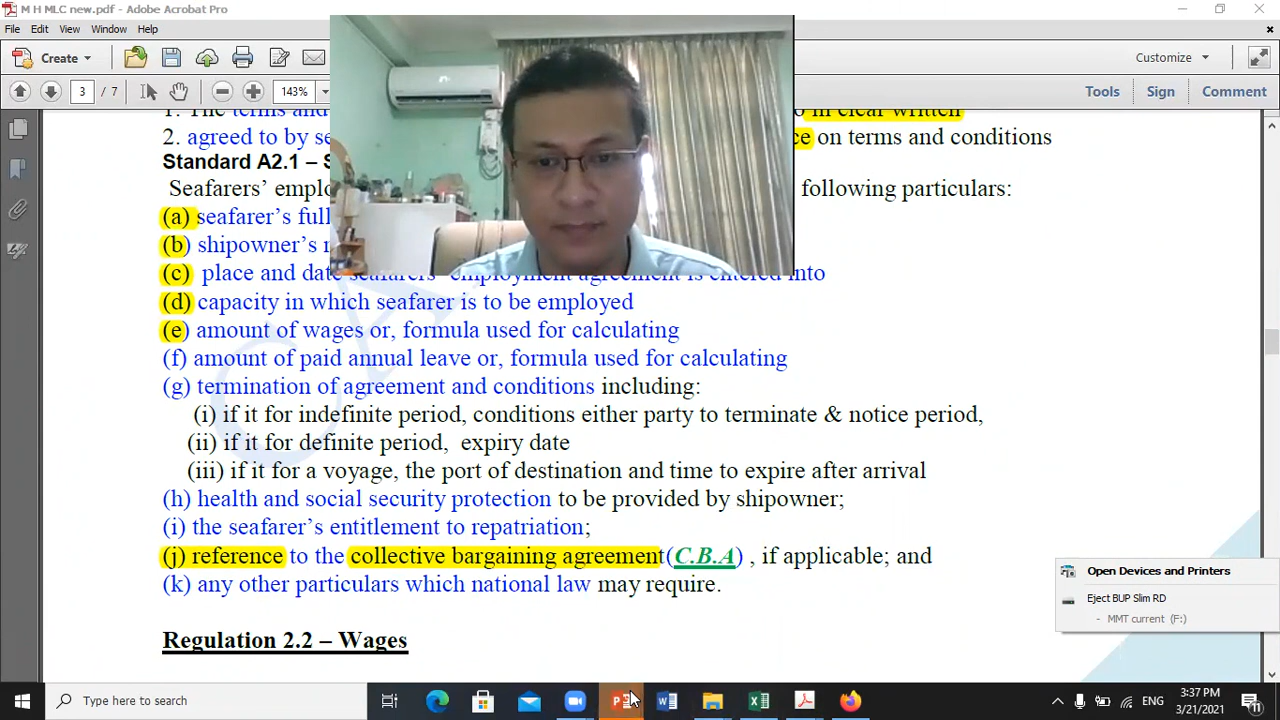 M H MLC new.pdf - Adobe Acrobat Pro
File Edit View Window Help
Create
Customize
3 / 7
143%
Tools Sign Comment
1. The terms and
in clear written
2. agreed to by se
ce on terms and conditions
Standard A2.1 – S
Seafarers’ emplo
following particulars:
(a) seafarer’s full
(b) shipowner’s n
(c) place and date seafarers’ employment agreement is entered into
(d) capacity in which seafarer is to be employed
(e) amount of wages or, formula used for calculating
(f) amount of paid annual leave or, formula used for calculating
(g) termination of agreement and conditions including:
(i) if it for indefinite period, conditions either party to terminate & notice period,
(ii) if it for definite period, expiry date
(iii) if it for a voyage, the port of destination and time to expire after arrival
(h) health and social security protection to be provided by shipowner;
(i) the seafarer’s entitlement to repatriation;
(j) reference to the collective bargaining agreement(C.B.A) , if applicable; and
(k) any other particulars which national law may require.
Regulation 2.2 – Wages
Open Devices and Printers
Eject BUP Slim RD
- MMT current (F:)
Type here to search
ENG
3:37 PM
3/21/2021
11